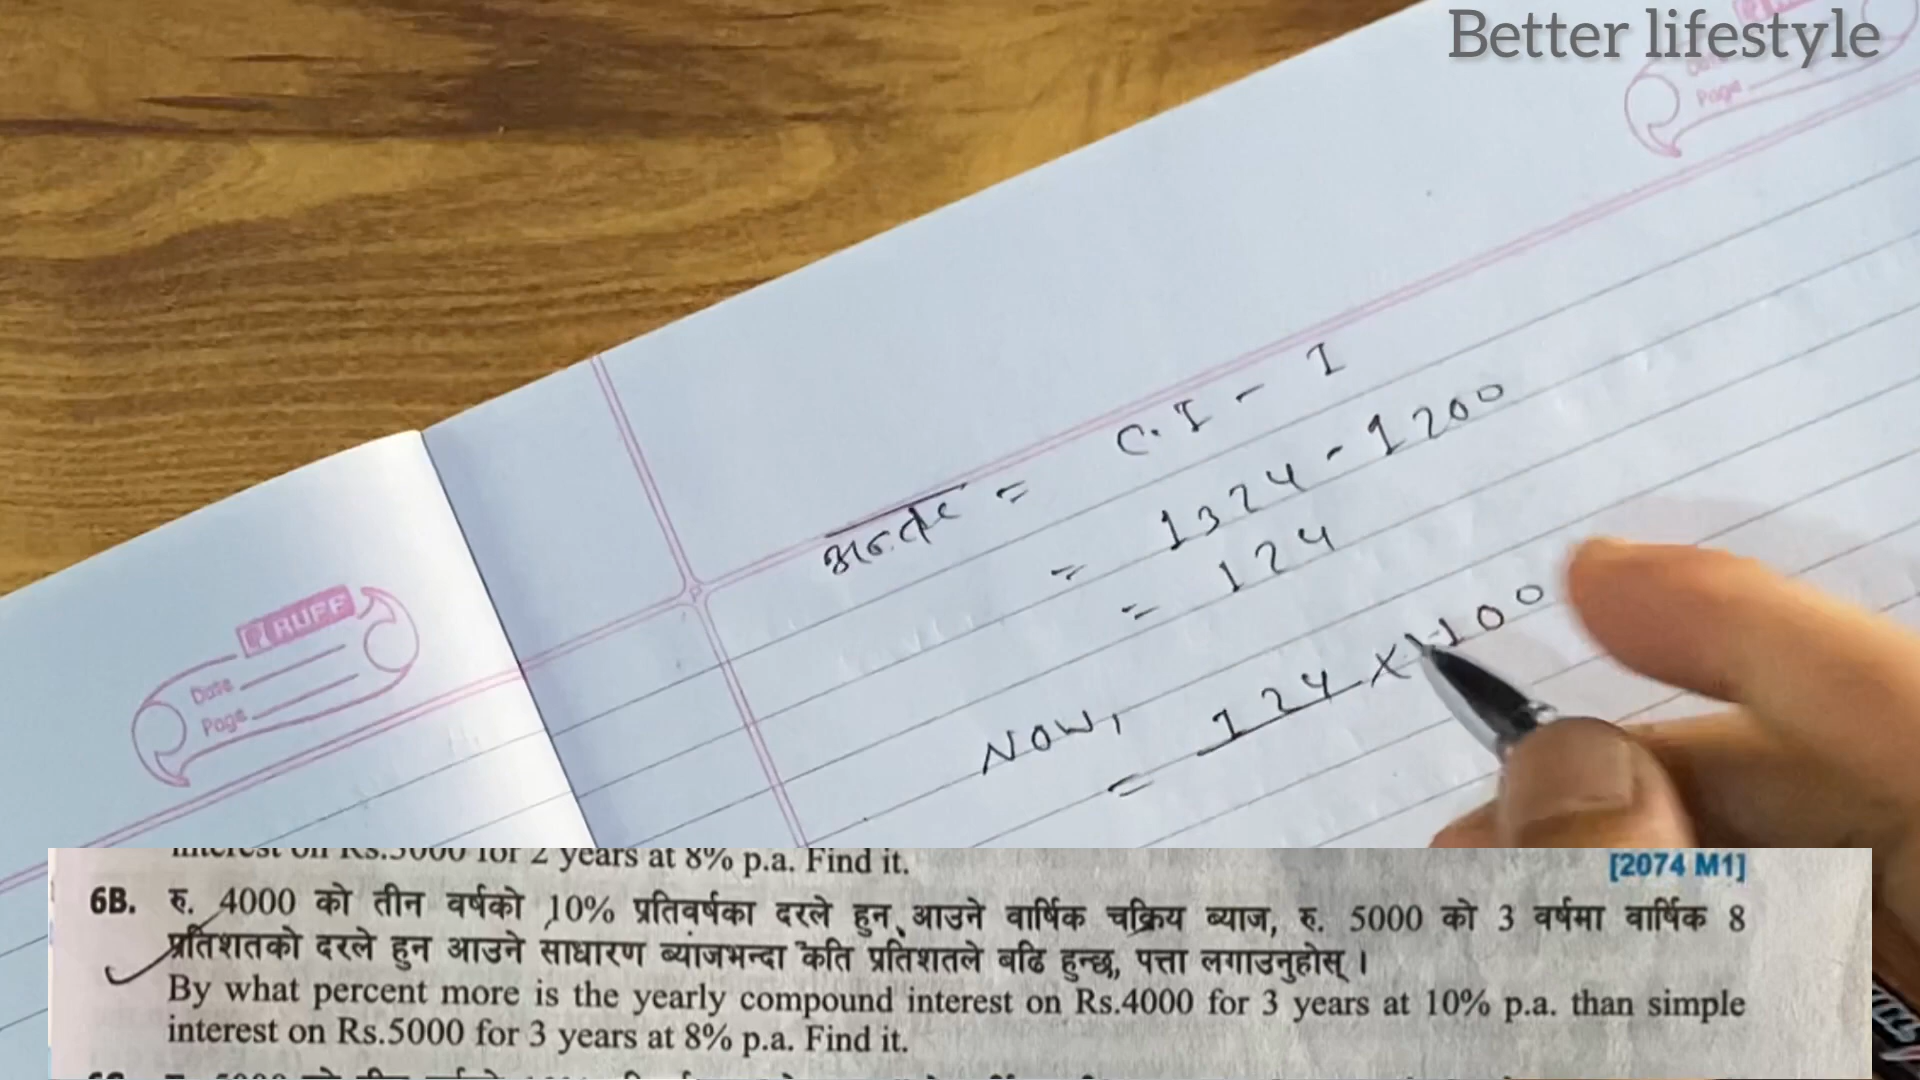 Better lifestyle
Page
RUFF
Date
Page
अन्तर = C.I - I
= 1324 - 1200
= 124
NOW,
= 124 × 100
interest on Rs.5000 for 2 years at 8% p.a. Find it.
[2074 M1]
6B. रु. 4000 को तीन वर्षको 10% प्रतिवर्षका दरले हुन आउने वार्षिक चक्रिय ब्याज, रु. 5000 को 3 वर्षमा वार्षिक 8
प्रतिशतको दरले हुन आउने साधारण ब्याजभन्दा कति प्रतिशतले बढि हुन्छ, पत्ता लगाउनुहोस् ।
By what percent more is the yearly compound interest on Rs.4000 for 3 years at 10% p.a. than simple
interest on Rs.5000 for 3 years at 8% p.a. Find it.